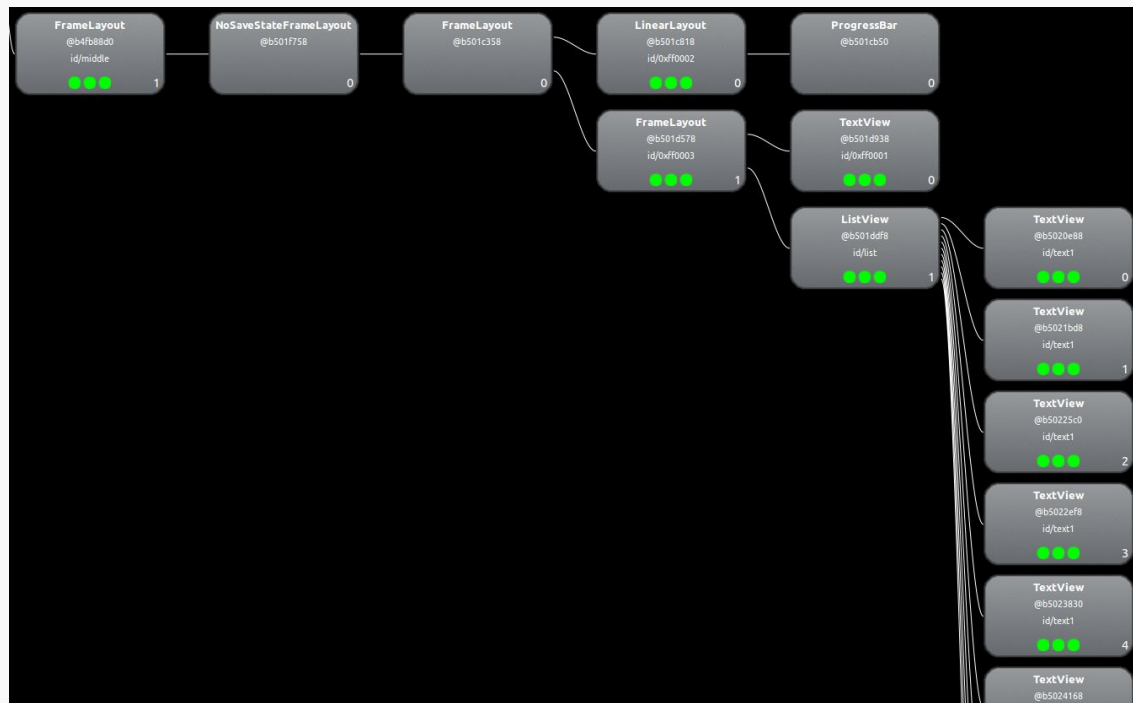 FrameLayout
@b4fb88d0
id/middle
1
NoSaveStateFrameLayout
@b501f758
0
FrameLayout
@b501c358
0
LinearLayout
@b501c818
id/0xff0002
0
ProgressBar
@b501cb50
0
FrameLayout
@b501d578
id/0xff0003
1
TextView
@b501d938
id/0xff0001
0
ListView
@b501ddf8
id/list
1
TextView
@b5020e88
id/text1
0
TextView
@b5021bd8
id/text1
1
TextView
@b50225c0
id/text1
2
TextView
@b5022ef8
id/text1
3
TextView
@b5023830
id/text1
4
TextView
@b5024168